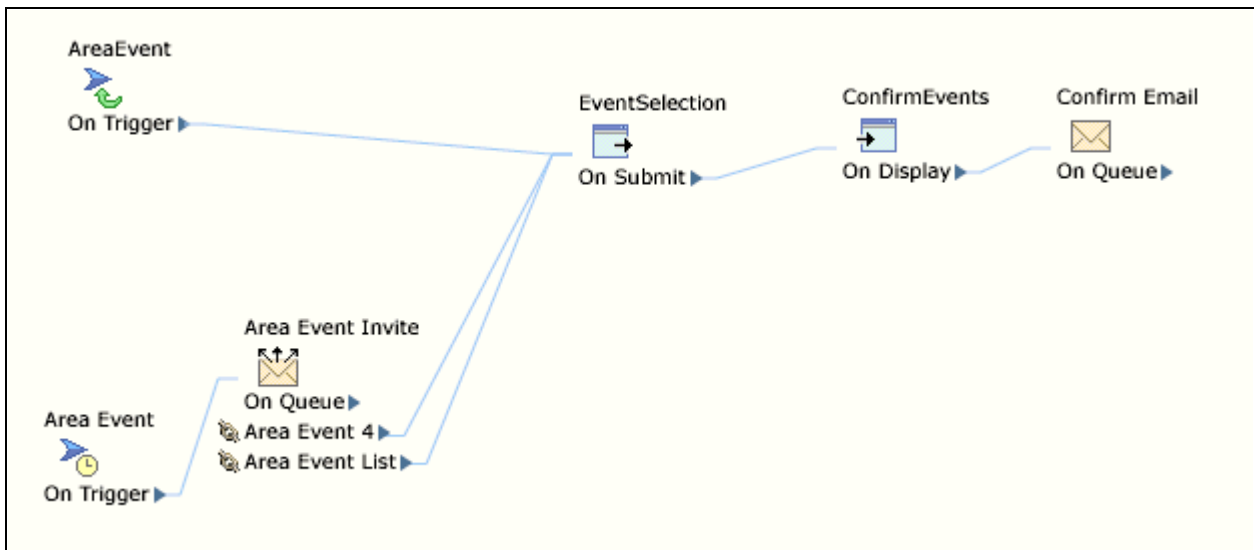 AreaEvent
On Trigger
EventSelection
On Submit
ConfirmEvents
On Display
Confirm Email
On Queue
Area Event Invite
On Queue
Area Event 4
Area Event List
Area Event
On Trigger